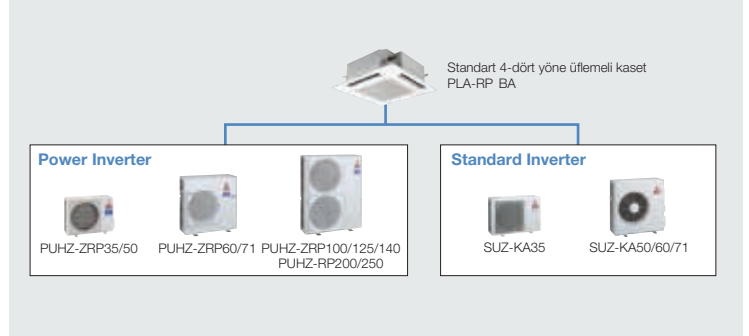 Standart 4-dört yöne üflemeli kaset
PLA-RP BA
Power Inverter
PUHZ-ZRP35/50
PUHZ-ZRP60/71
PUHZ-ZRP100/125/140
PUHZ-RP200/250
Standard Inverter
SUZ-KA35
SUZ-KA50/60/71